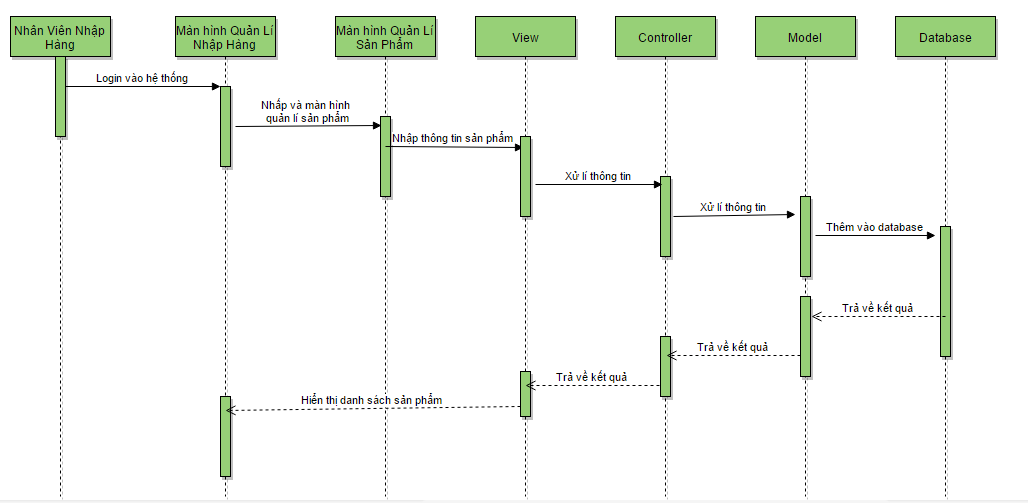 Nhân Viên Nhập
Hàng
Màn hình Quản Lí
Nhập Hàng
Màn hình Quản Lí
Sản Phẩm
View
Controller
Model
Database
Login vào hệ thống
Nhấp và màn hình
quản lí sản phẩm
Nhập thông tin sản phẩm
Xử lí thông tin
Xử lí thông tin
Thêm vào database
Trả về kết quả
Trả về kết quả
Trả về kết quả
Hiển thị danh sách sản phẩm